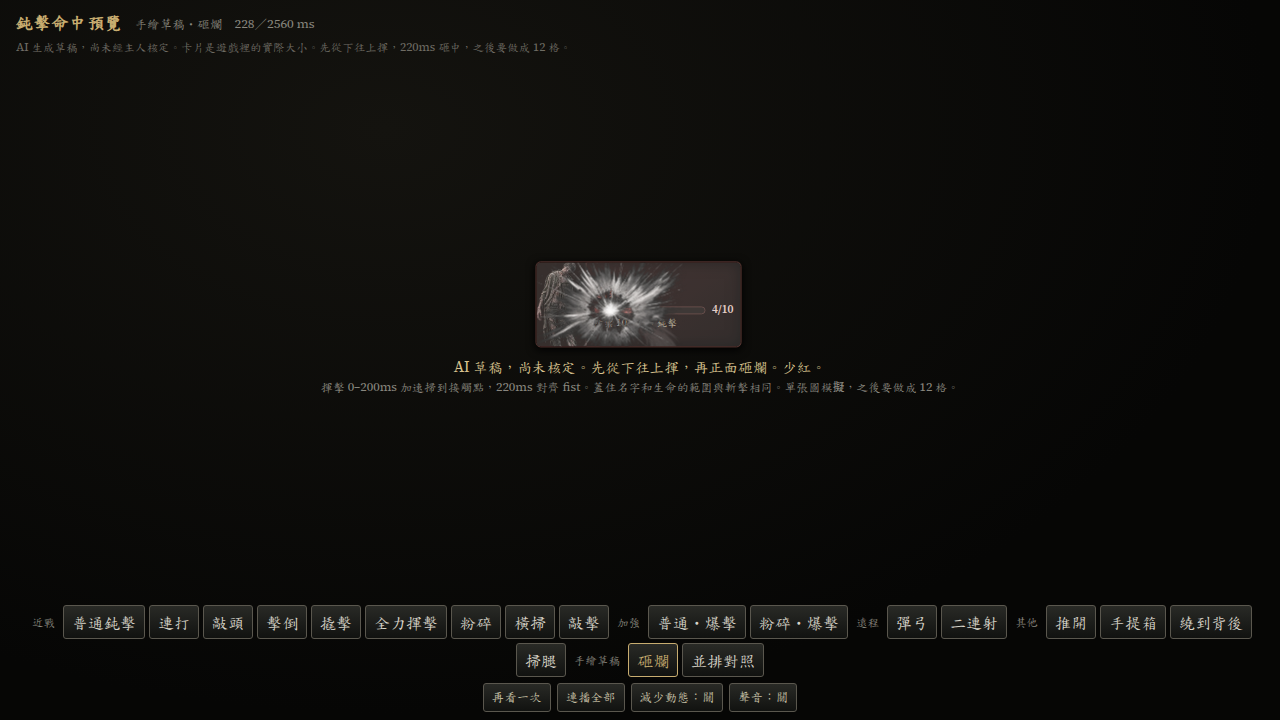 鈍擊命中預覽 手繪草稿・砸爛 228／2560 ms
AI 生成草稿，尚未經主人核定。卡片是遊戲裡的實際大小。先從下往上揮，220ms 砸中，之後要做成 12 格。
4/10
鈍擊
AI 草稿，尚未核定。先從下往上揮，再正面砸爛。少紅。
揮擊 0–200ms 加速掃到接觸點，220ms 對齊 fist。蓋住名字和生命的範圍與斬擊相同。單張圖模擬，之後要做成 12 格。
近戰 普通鈍擊 連打 敲頭 擊倒 猛擊 全力揮擊 粉碎 橫掃 敲擊 加強 普通・爆擊 粉碎・爆擊 遠程 彈弓 二連射 其他 推開 手提箱 繞到背後
掃腿 手繪草稿 砸爛 並排對照
再看一次 連播全部 減少動態：關 聲音：關